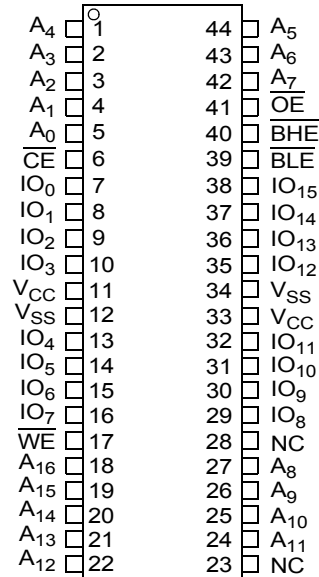 A4 1 44 A5
A3 2 43 A6
A2 3 42 A7
A1 4 41 OE
A0 5 40 BHE
CE 6 39 BLE
IO0 7 38 IO15
IO1 8 37 IO14
IO2 9 36 IO13
IO3 10 35 IO12
VCC 11 34 VSS
VSS 12 33 VCC
IO4 13 32 IO11
IO5 14 31 IO10
IO6 15 30 IO9
IO7 16 29 IO8
WE 17 28 NC
A16 18 27 A8
A15 19 26 A9
A14 20 25 A10
A13 21 24 A11
A12 22 23 NC